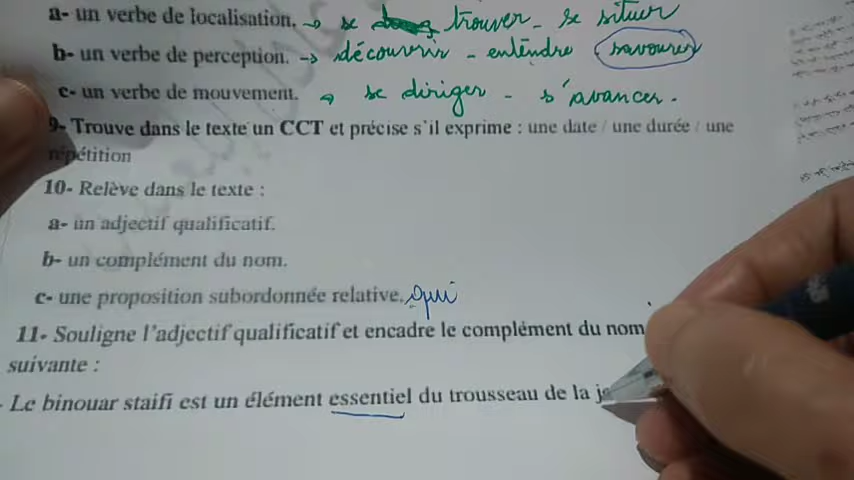 a- un verbe de localisation. → se trouver - se situer
b- un verbe de perception. → découvrir - entendre savourer
c- un verbe de mouvement. → se diriger - s'avancer.
9- Trouve dans le texte un CCT et précise s'il exprime : une date / une durée / une
répétition
10- Relève dans le texte :
a- un adjectif qualificatif.
b- un complément du nom.
c- une proposition subordonnée relative. qui
11- Souligne l'adjectif qualificatif et encadre le complément du nom
suivante :
- Le binouar staifi est un élément essentiel du trousseau de la